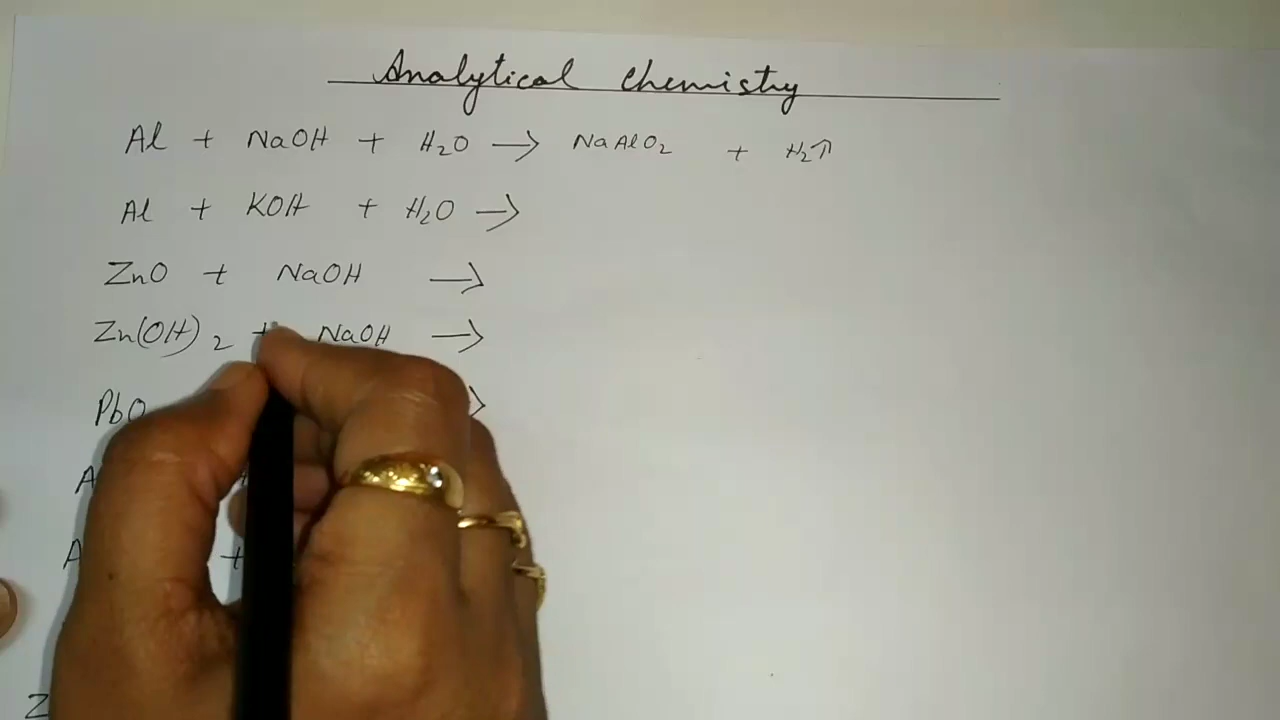 Analytical Chemistry
Al + NaOH + H2O → NaAlO2 + H2↑
Al + KOH + H2O →
ZnO + NaOH →
Zn(OH)2 + NaOH →
PbO
A
A +
Z